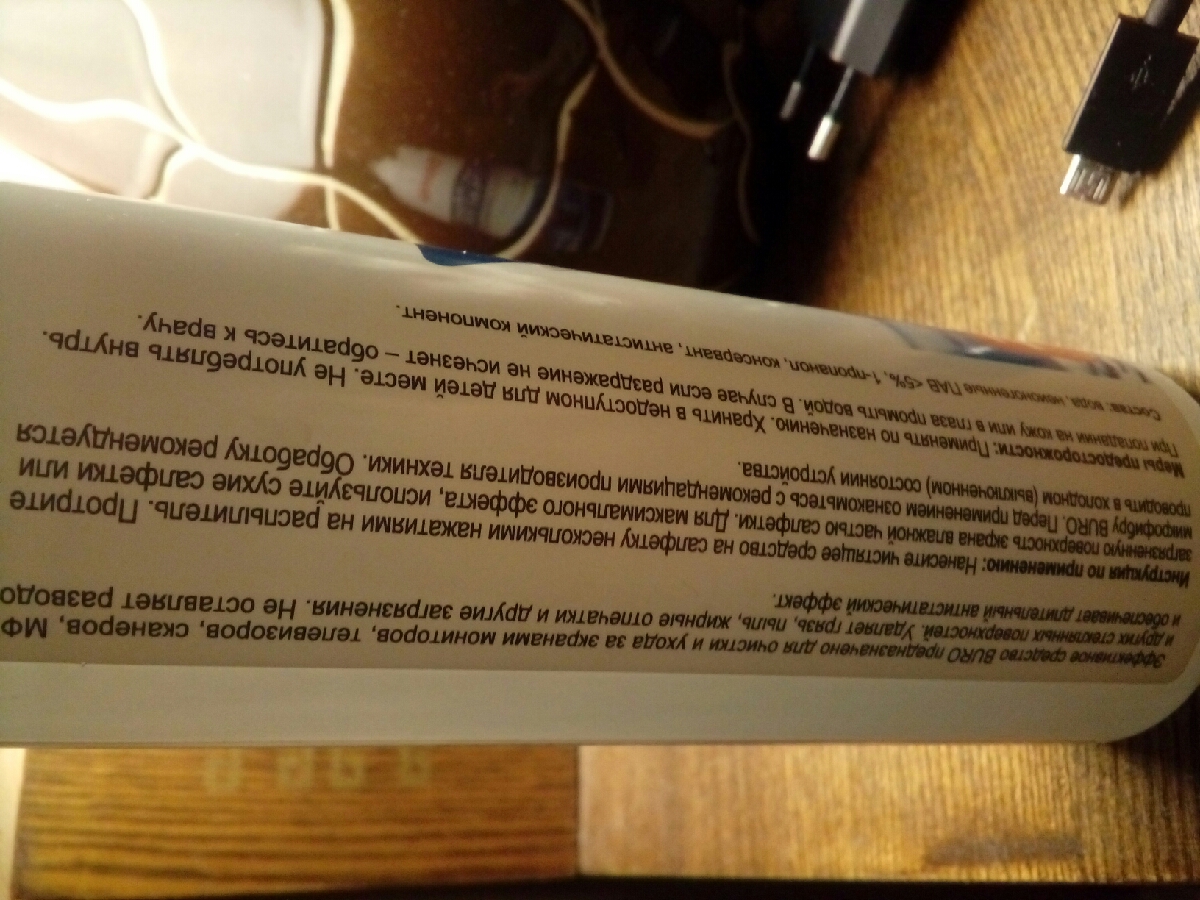 Эффективное средство BURO предназначено для очистки и ухода за экранами мониторов, телевизоров, сканеров, МФ
и других стеклянных поверхностей. Удаляет грязь, пыль, жирные отпечатки и другие загрязнения. Не оставляет разводо
и обеспечивает длительный антистатический эффект.
Инструкция по применению: Нанесите чистящее средство на салфетку несколькими нажатиями на распылитель. Протрите
загрязненную поверхность экрана влажной частью салфетки. Для максимального эффекта, используйте сухие салфетки или
микрофибру BURO. Перед применением ознакомьтесь с рекомендациями производителя техники. Обработку рекомендуется
проводить в холодном (выключенном) состоянии устройства.
Меры предосторожности: Применять по назначению. Хранить в недоступном для детей месте. Не употреблять внутрь.
При попадании на кожу или в глаза промыть водой. В случае если раздражение не исчезнет – обратитесь к врачу.
Состав: вода, неионогенные ПАВ <5%, 1-пропанол, консервант, антистатический компонент.